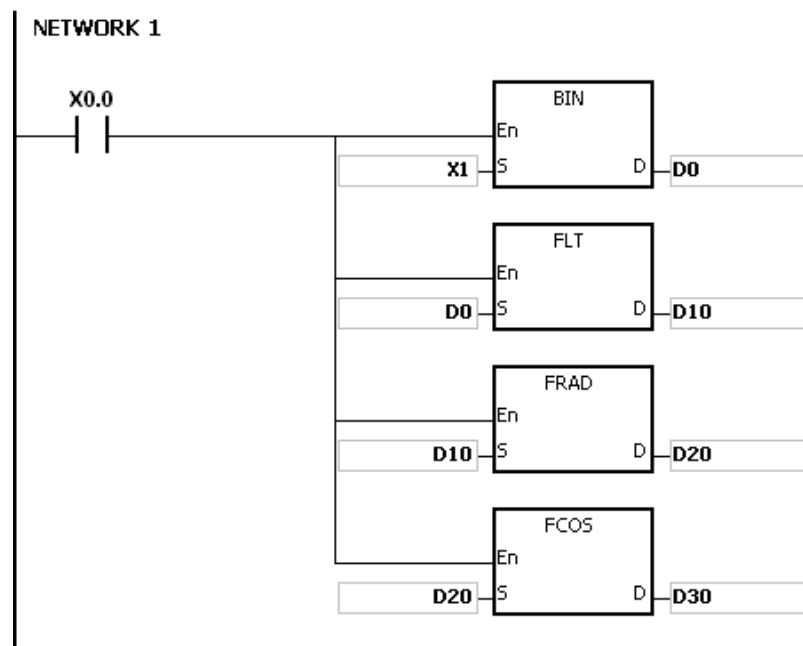 NETWORK 1
X0.0
BIN
En
X1 S D D0
FLT
En
D0 S D D10
FRAD
En
D10 S D D20
FCOS
En
D20 S D D30